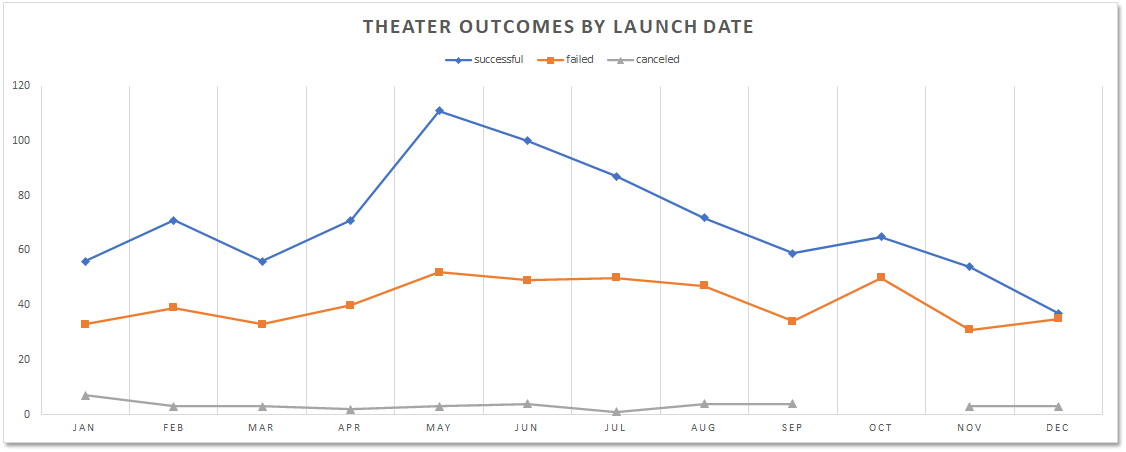 THEATER OUTCOMES BY LAUNCH DATE
successful failed canceled
120
100
80
60
40
20
0
JAN FEB MAR APR MAY JUN JUL AUG SEP OCT NOV DEC